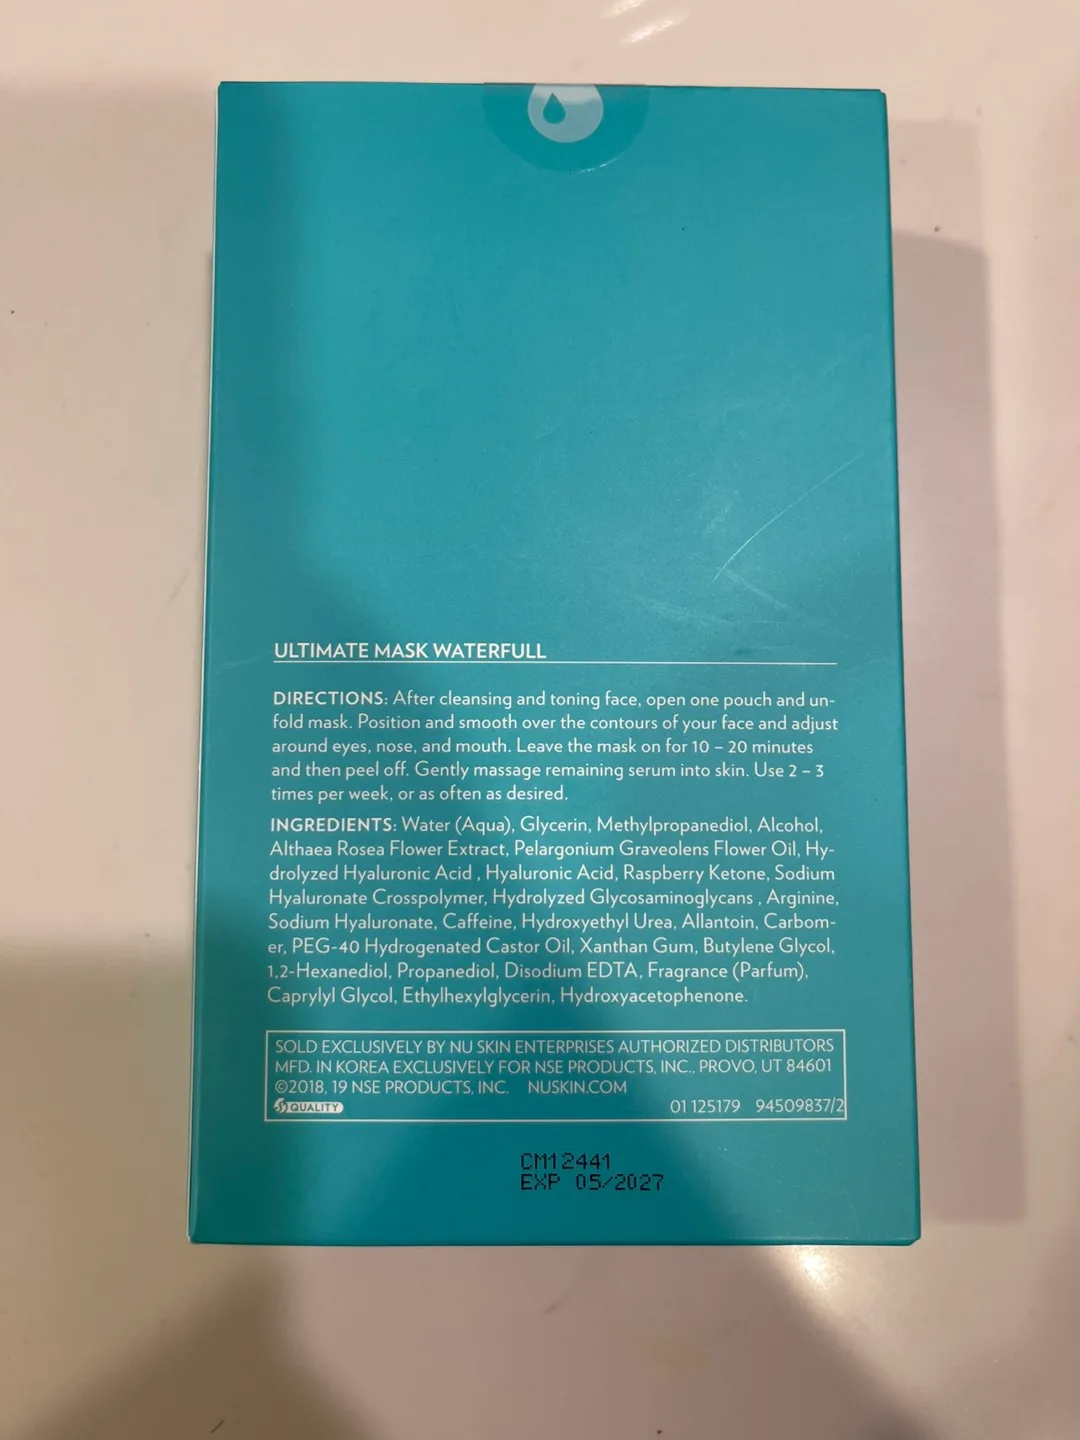 ULTIMATE MASK WATERFULL
DIRECTIONS: After cleansing and toning face, open one pouch and un-
fold mask. Position and smooth over the contours of your face and adjust
around eyes, nose, and mouth. Leave the mask on for 10 – 20 minutes
and then peel off. Gently massage remaining serum into skin. Use 2 – 3
times per week, or as often as desired.
INGREDIENTS: Water (Aqua), Glycerin, Methylpropanediol, Alcohol,
Althaea Rosea Flower Extract, Pelargonium Graveolens Flower Oil, Hy-
drolyzed Hyaluronic Acid , Hyaluronic Acid, Raspberry Ketone, Sodium
Hyaluronate Crosspolymer, Hydrolyzed Glycosaminoglycans , Arginine,
Sodium Hyaluronate, Caffeine, Hydroxyethyl Urea, Allantoin, Carbom-
er, PEG-40 Hydrogenated Castor Oil, Xanthan Gum, Butylene Glycol,
1,2-Hexanediol, Propanediol, Disodium EDTA, Fragrance (Parfum),
Caprylyl Glycol, Ethylhexylglycerin, Hydroxyacetophenone.
SOLD EXCLUSIVELY BY NU SKIN ENTERPRISES AUTHORIZED DISTRIBUTORS
MFD. IN KOREA EXCLUSIVELY FOR NSE PRODUCTS, INC., PROVO, UT 84601
©2018, 19 NSE PRODUCTS, INC. NUSKIN.COM
6S QUALITY 01 125179 94509837/2
CM12441
EXP 05/2027